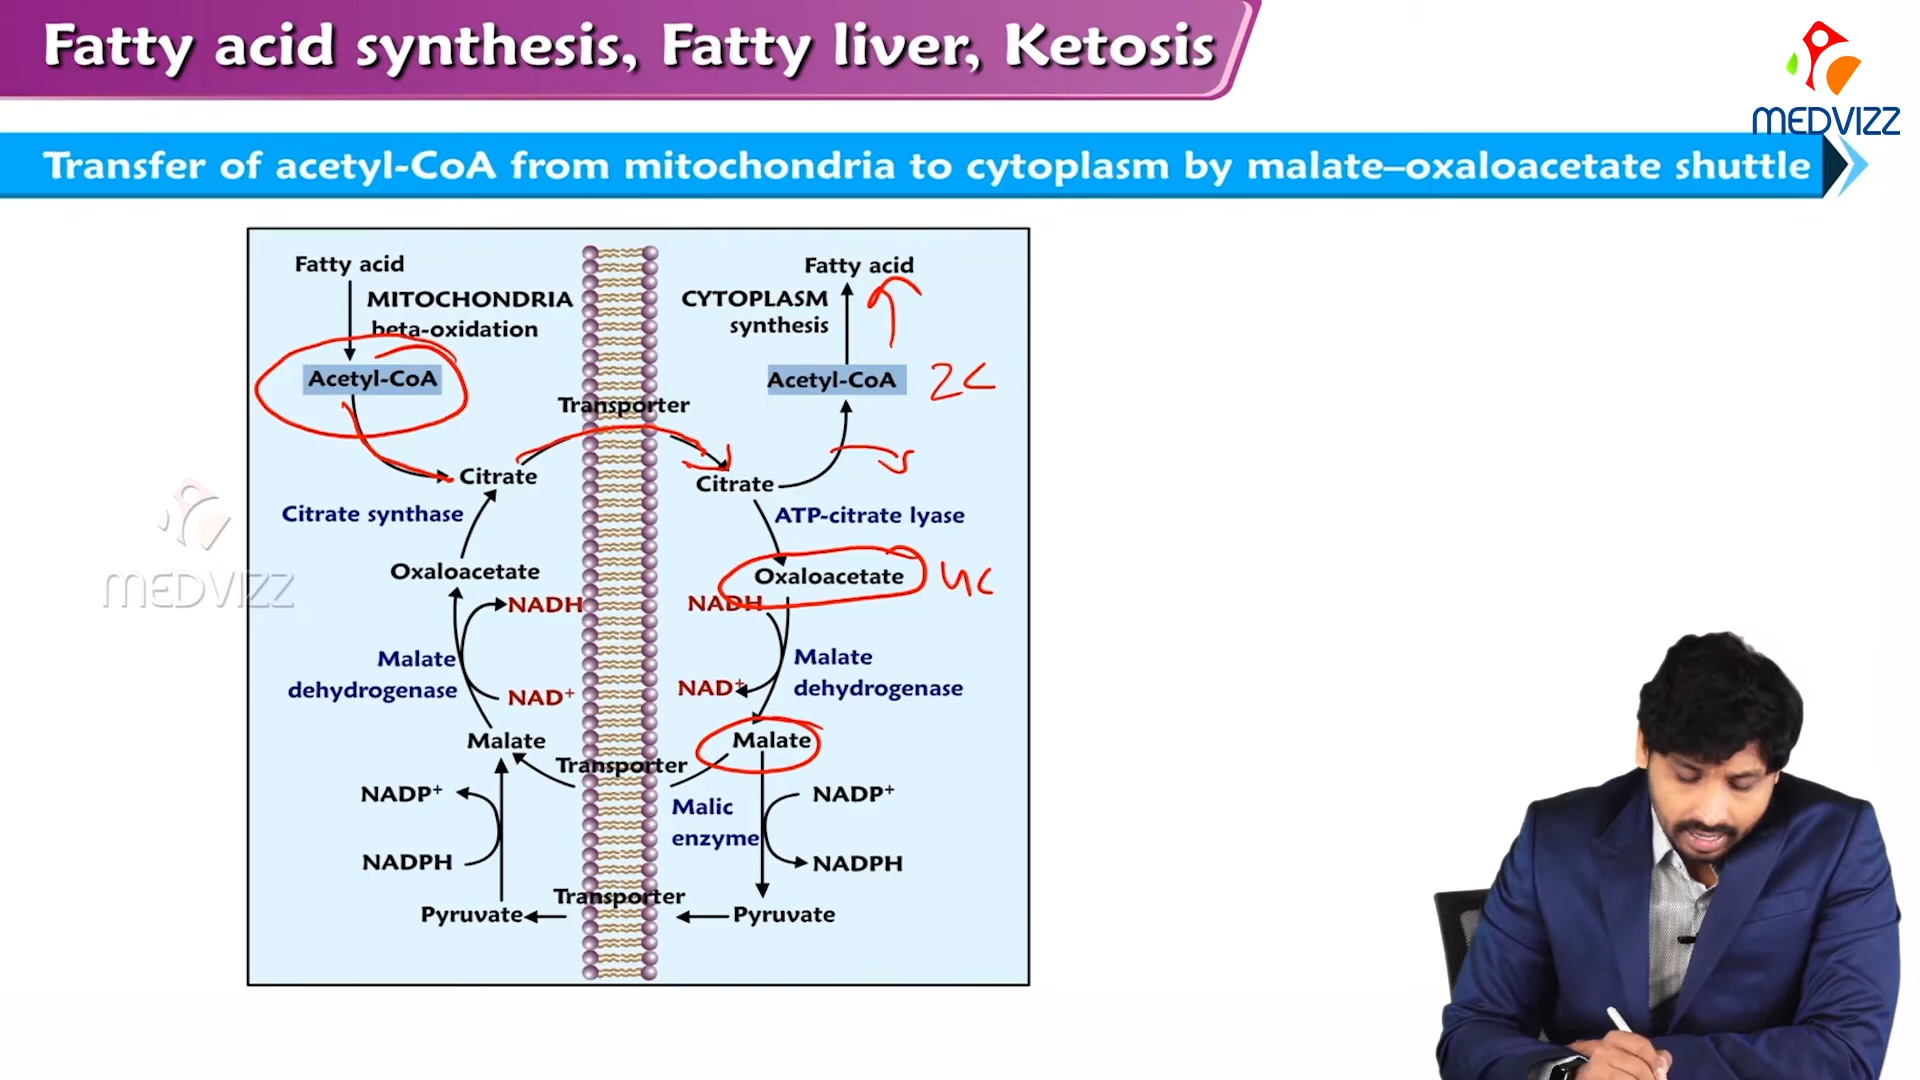 Fatty acid synthesis, Fatty liver, Ketosis
MEDVIZZ
Transfer of acetyl-CoA from mitochondria to cytoplasm by malate–oxaloacetate shuttle
Fatty acid
MITOCHONDRIA
beta-oxidation
Acetyl-CoA
Citrate
Citrate synthase
Oxaloacetate
NADH
Malate
dehydrogenase
NAD+
Malate
NADP+
NADPH
Pyruvate
Transporter
Transporter
Transporter
Fatty acid
CYTOPLASM
synthesis
Acetyl-CoA
2C
Citrate
ATP-citrate lyase
Oxaloacetate
4C
NADH
Malate
dehydrogenase
NAD+
Malate
Malic
enzyme
NADP+
NADPH
Pyruvate
MEDVIZZ